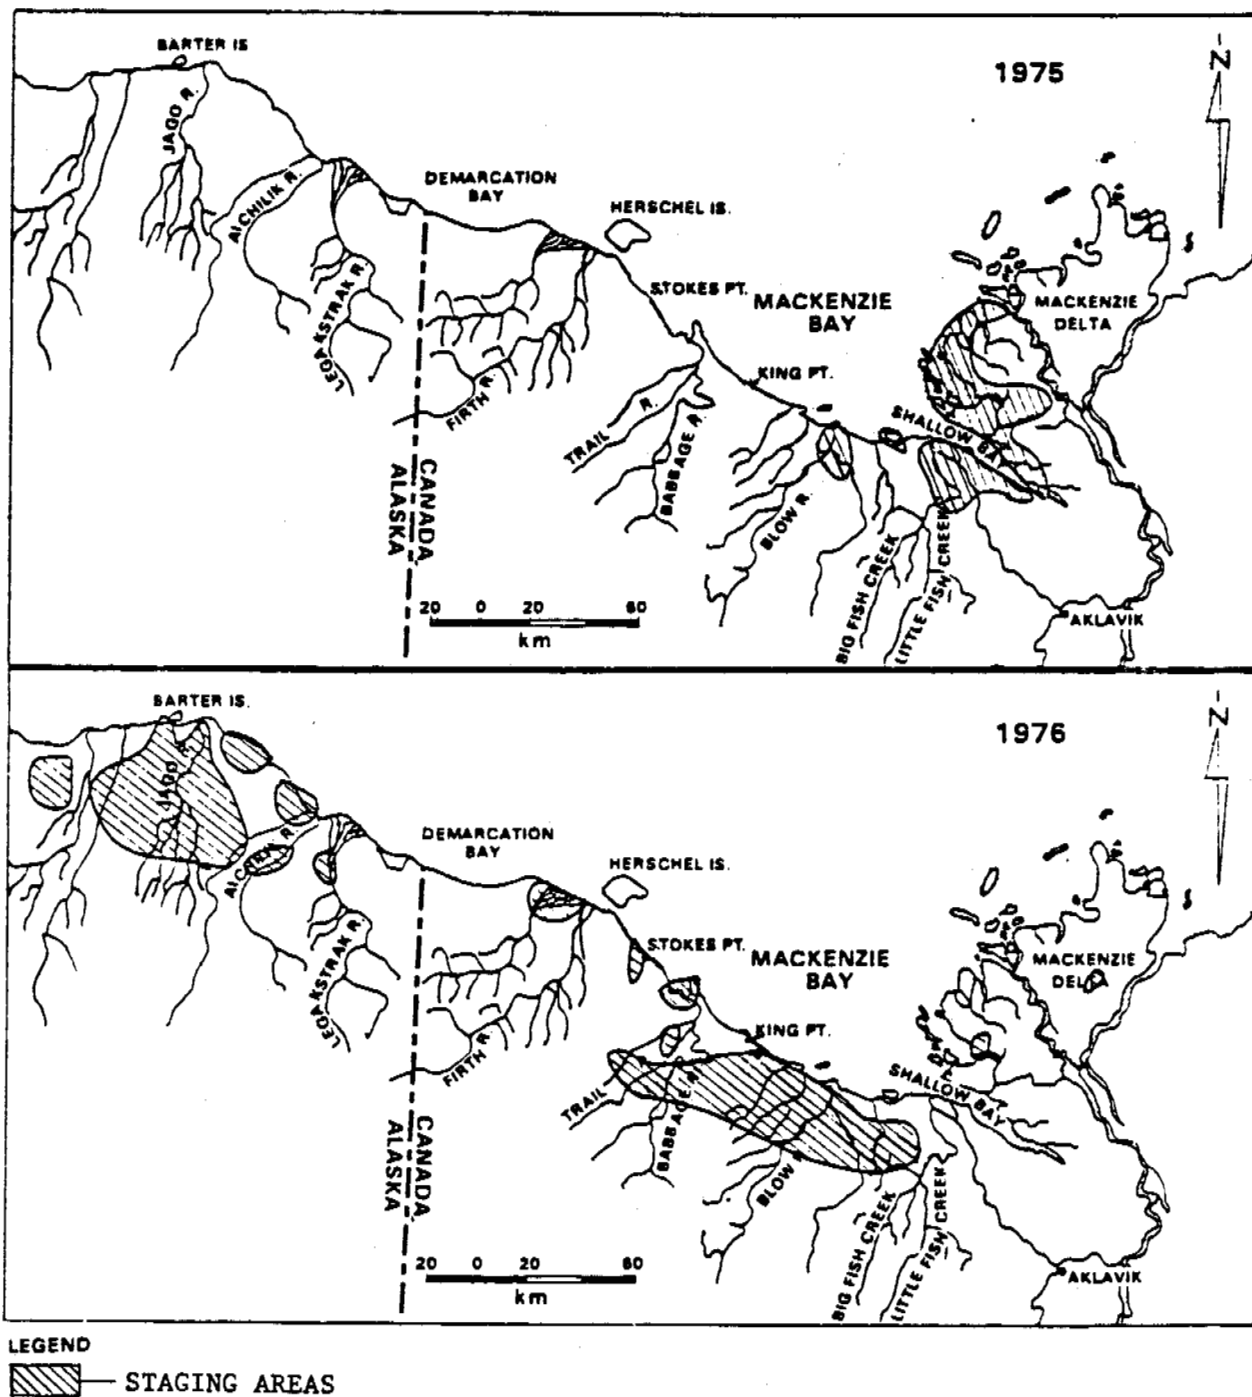 BARTER IS
1975
N
JAGO R.
AICHILIK R.
DEMARCATION
BAY
HERSCHEL IS.
STOKES PT.
MACKENZIE
BAY
MACKENZIE
DELTA
LEGAKSTRAK R.
FIRTH R.
KING PT.
TRAIL R.
BABBAGE R.
SHALLOW BAY
BLOW R.
BIG FISH CREEK
LITTLE FISH CREEK
ALASKA
CANADA
20 0 20 60
km
AKLAVIK
BARTER IS.
1976
N
JAGO R.
DEMARCATION
BAY
HERSCHEL IS.
STOKES PT.
MACKENZIE
BAY
MACKENZIE
DELTA
LEGAKSTRAK R.
FIRTH R.
KING PT.
TRAIL
BABBAGE R.
SHALLOW BAY
BLOW R.
BIG FISH CREEK
LITTLE FISH CREEK
ALASKA
CANADA
20 0 20 60
km
AKLAVIK
LEGEND
STAGING AREAS